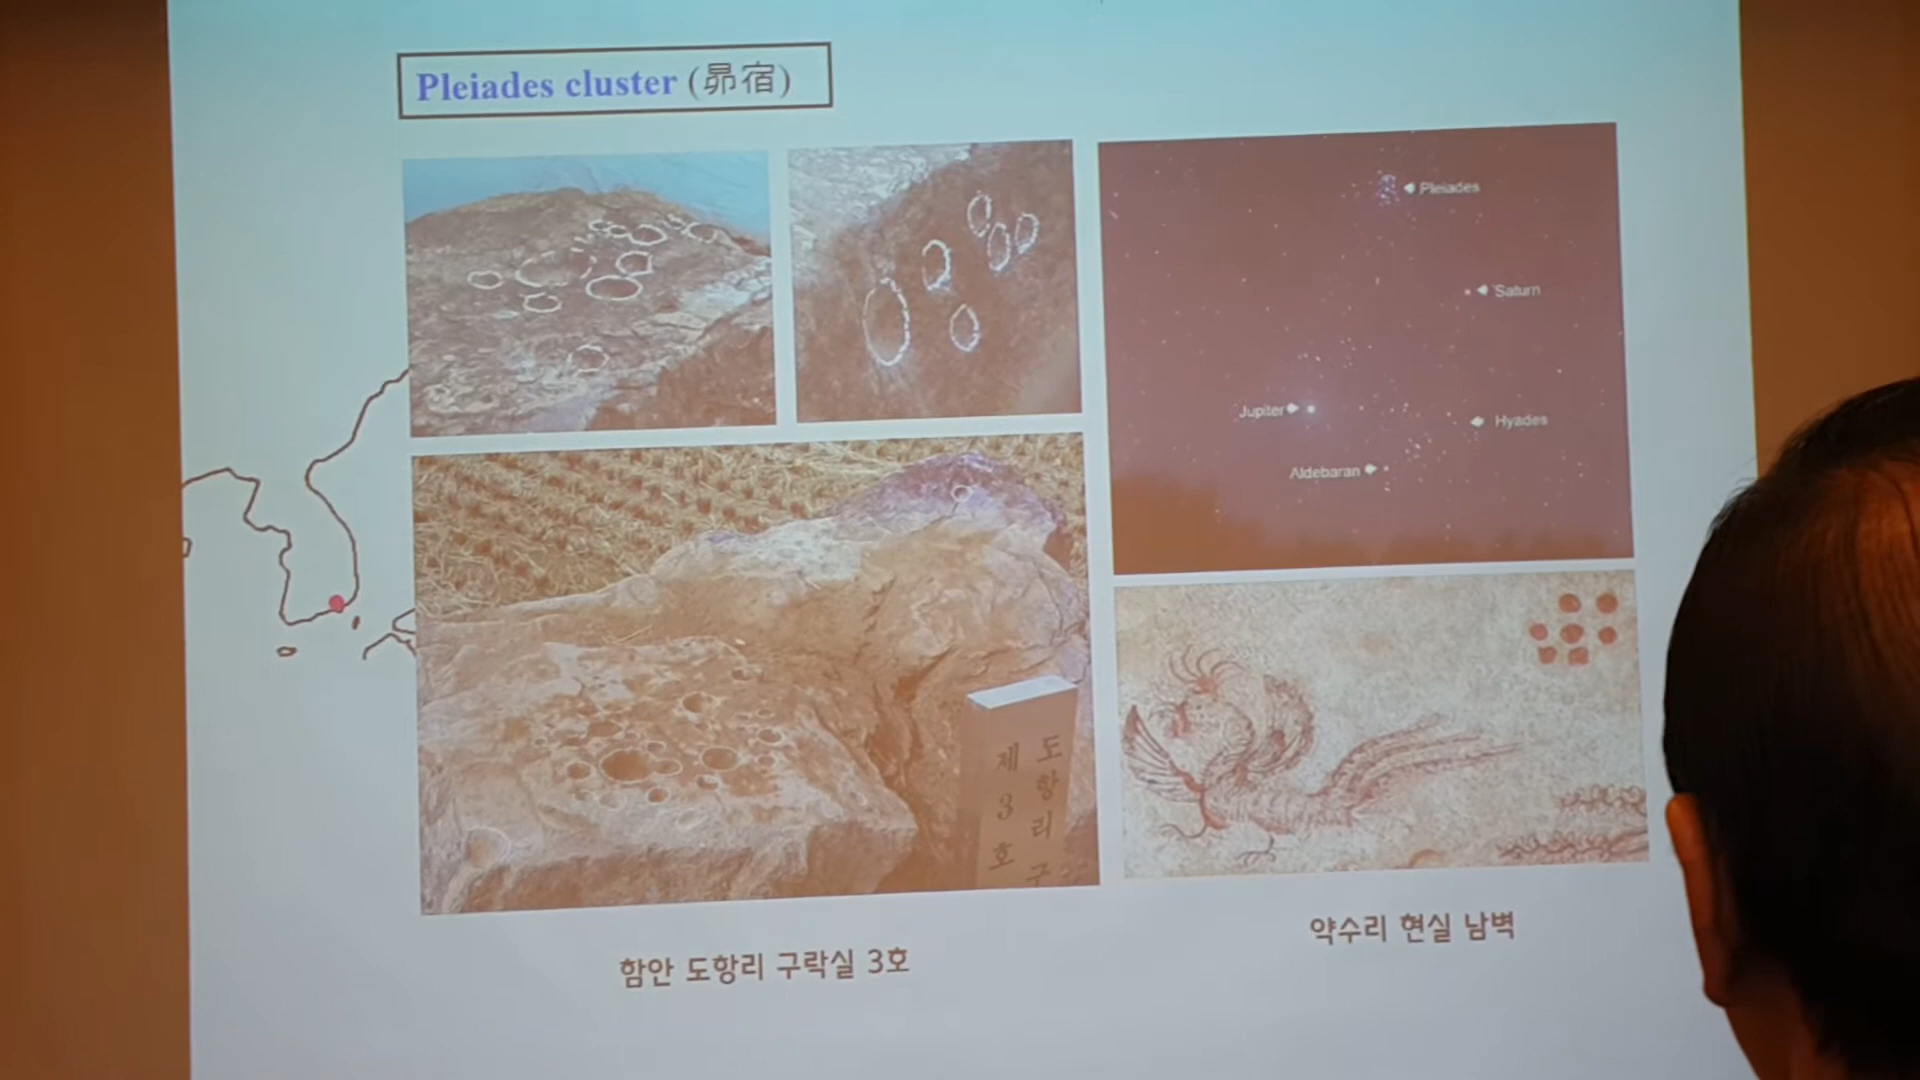 Pleiades cluster (昴宿)
Pleiades
Saturn
Jupiter
Hyades
Aldebaran
도항리 구
제3호
함안 도항리 구락실 3호
약수리 현실 남벽